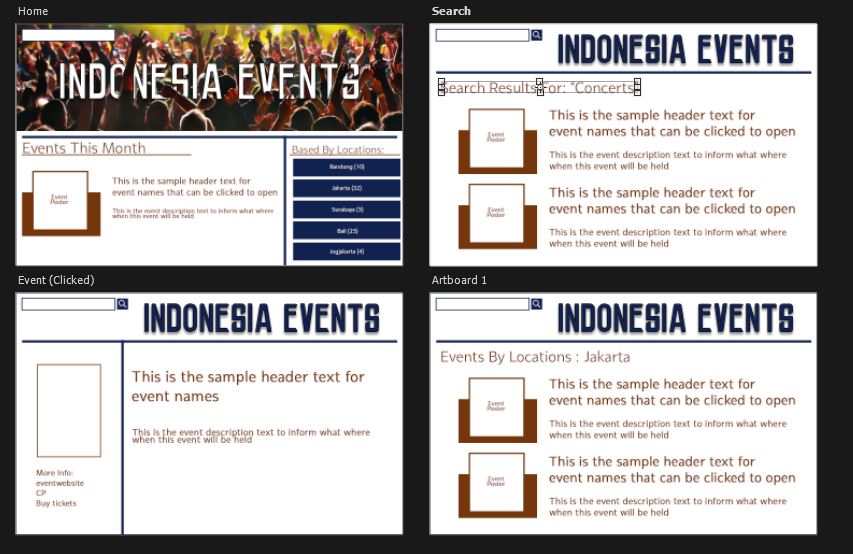 Home
INDONESIA EVENTS
Events This Month
Event
Poster
This is the sample header text for
event names that can be clicked to open
This is the event description text to inform what where
when this event will be held
Based By Locations:
Bandung (10)
Jakarta (32)
Surabaya (5)
Bali (23)
Jogjakarta (4)
Search
INDONESIA EVENTS
Search Results For: "Concerts
Event
Poster
This is the sample header text for
event names that can be clicked to open
This is the event description text to inform what where
when this event will be held
Event
Poster
This is the sample header text for
event names that can be clicked to open
This is the event description text to inform what where
when this event will be held
Event (Clicked)
INDONESIA EVENTS
This is the sample header text for
event names
This is the event description text to inform what where
when this event will be held
More Info:
eventwebsite
CP
Buy tickets
Artboard 1
INDONESIA EVENTS
Events By Locations : Jakarta
Event
Poster
This is the sample header text for
event names that can be clicked to open
This is the event description text to inform what where
when this event will be held
Event
Poster
This is the sample header text for
event names that can be clicked to open
This is the event description text to inform what where
when this event will be held